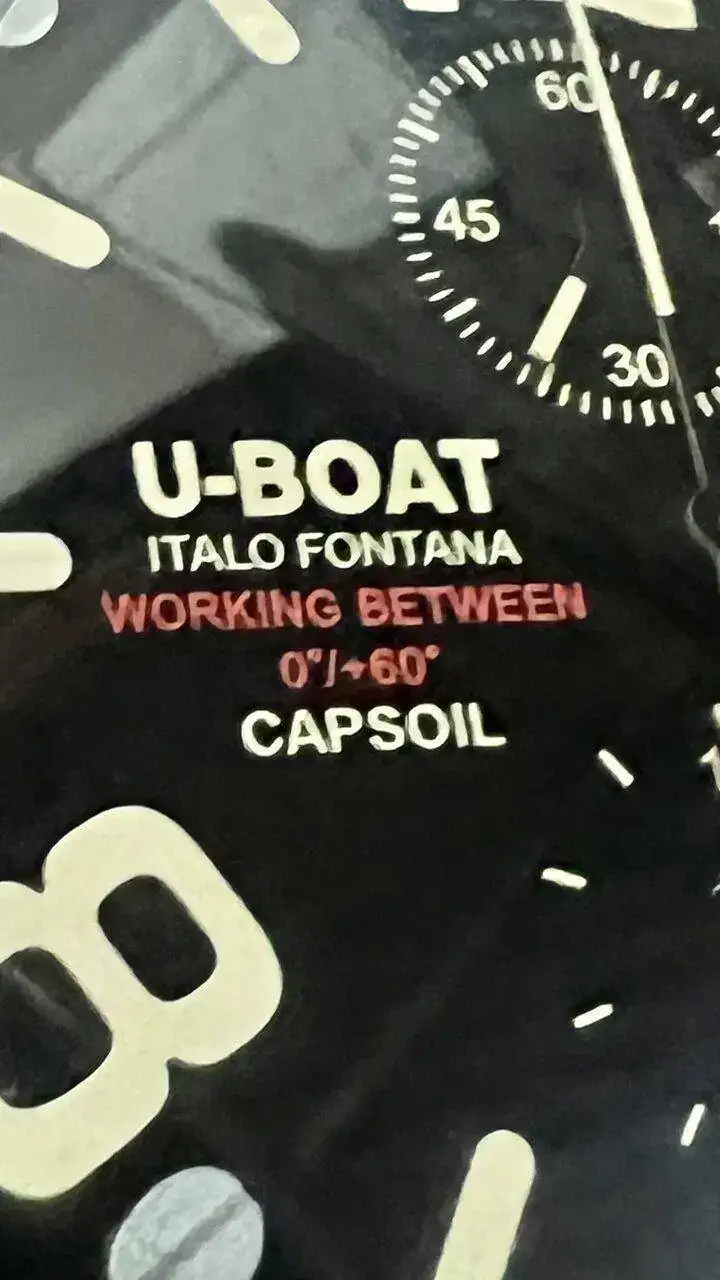 60
45
30
U-BOAT
ITALO FONTANA
WORKING BETWEEN
0°/+60°
CAPSOIL
8